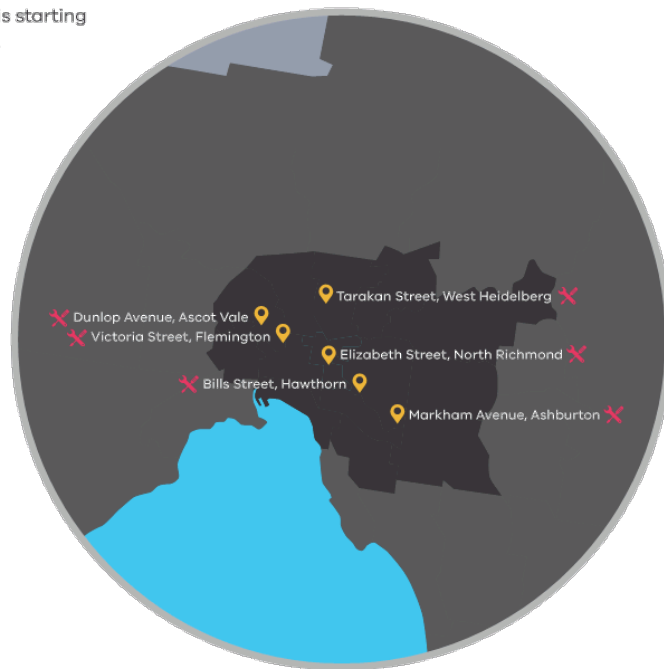 s starting
Tarakan Street, West Heidelberg
Dunlop Avenue, Ascot Vale
Victoria Street, Flemington
Elizabeth Street, North Richmond
Bills Street, Hawthorn
Markham Avenue, Ashburton